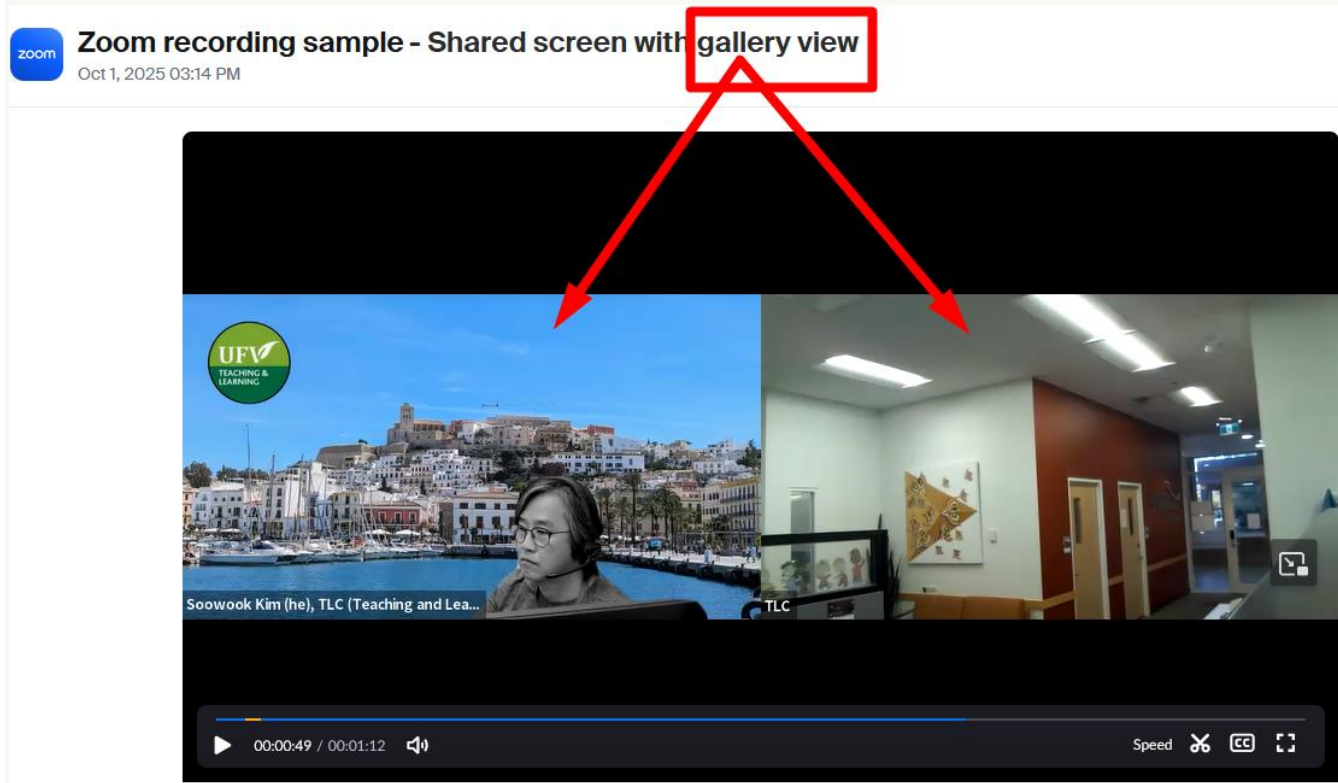 zoom
Zoom recording sample - Shared screen with gallery view
Oct 1, 2025 03:14 PM
UFV
TEACHING &
LEARNING
Soowook Kim (he), TLC (Teaching and Lea...
TLC
00:00:49 / 00:01:12
Speed
CC